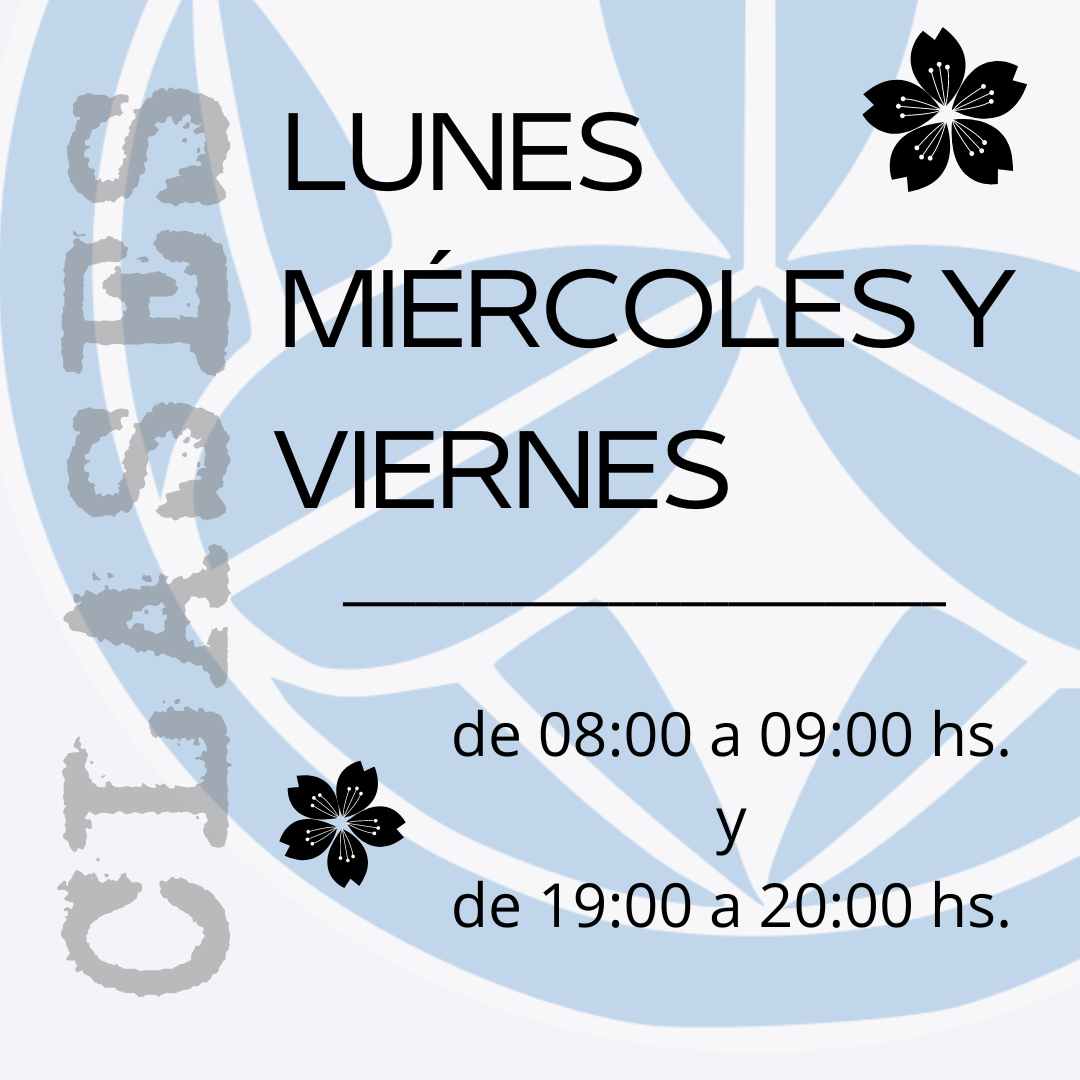 CLASES
LUNES
MIÉRCOLES Y
VIERNES
de 08:00 a 09:00 hs.
y
de 19:00 a 20:00 hs.